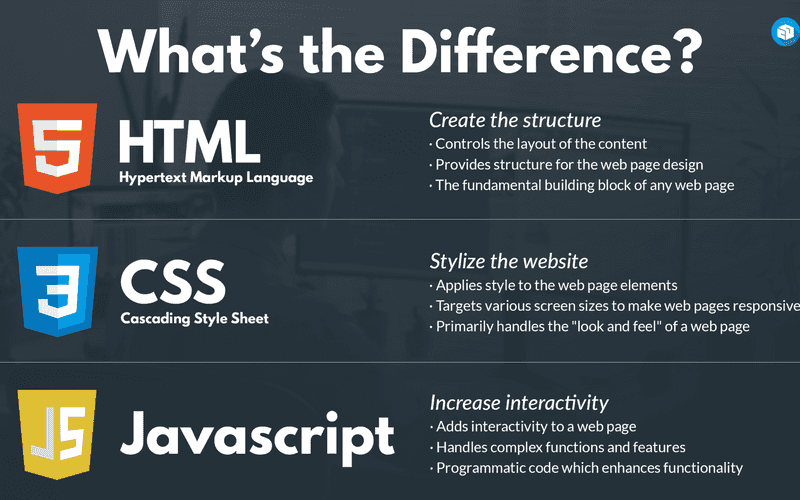 What's the Difference?
HTML
Hypertext Markup Language
Create the structure
· Controls the layout of the content
· Provides structure for the web page design
· The fundamental building block of any web page
CSS
Cascading Style Sheet
Stylize the website
· Applies style to the web page elements
· Targets various screen sizes to make web pages responsive
· Primarily handles the "look and feel" of a web page
JS
Javascript
Increase interactivity
· Adds interactivity to a web page
· Handles complex functions and features
· Programmatic code which enhances functionality